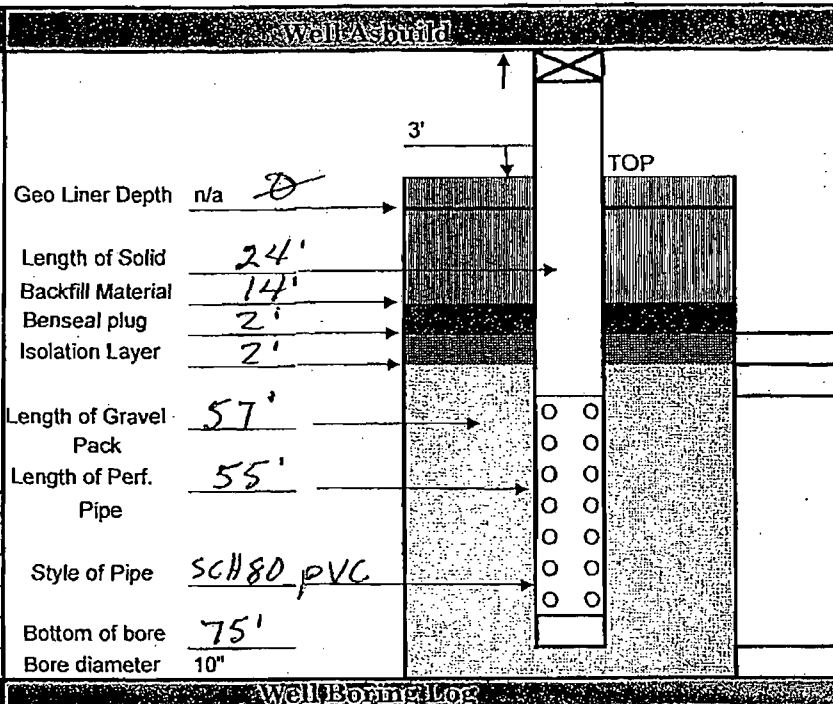 Well Asbuild
3'
TOP
Geo Liner Depth n/a
Length of Solid 24'
Backfill Material 14'
Benseal plug 2'
Isolation Layer 2'
Length of Gravel Pack 57'
Length of Perf. Pipe 55'
Style of Pipe SCH80 PVC
Bottom of bore 75'
Bore diameter 10"
Well Boring Log